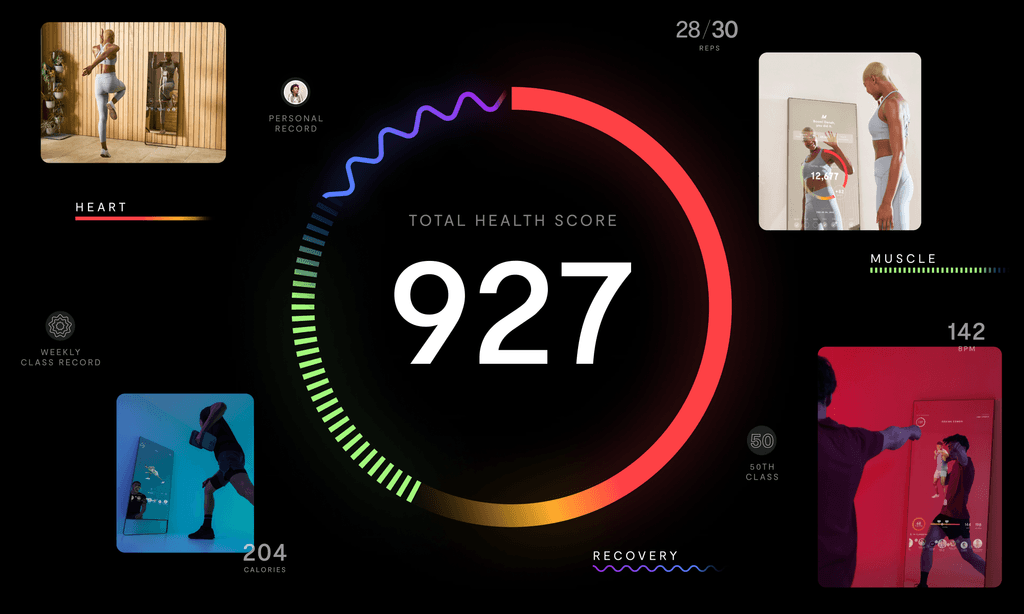 28/30
REPS
PERSONAL
RECORD
HEART
TOTAL HEALTH SCORE
927
12,677
MUSCLE
WEEKLY
CLASS RECORD
142
BPM
50
50TH
CLASS
204
CALORIES
RECOVERY